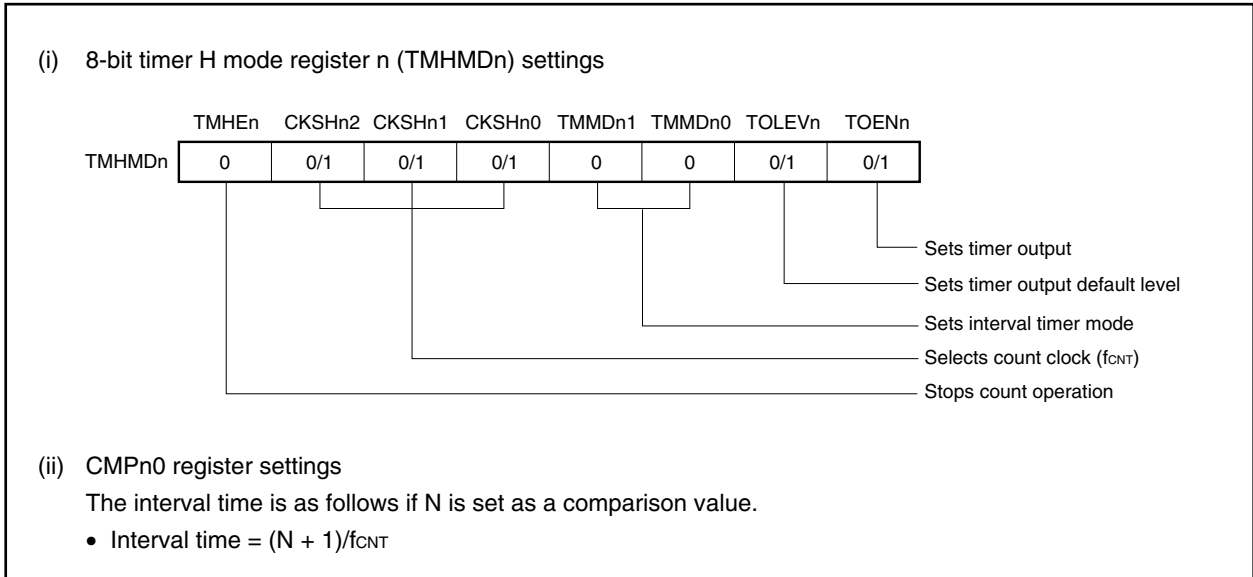 (i) 8-bit timer H mode register n (TMHMDn) settings
TMHEn CKSHn2 CKSHn1 CKSHn0 TMMDn1 TMMDn0 TOLEVn TOENn
TMHMDn 0 0/1 0/1 0/1 0 0 0/1 0/1
Sets timer output
Sets timer output default level
Sets interval timer mode
Selects count clock (fCNT)
Stops count operation
(ii) CMPn0 register settings
The interval time is as follows if N is set as a comparison value.
• Interval time = (N + 1)/fCNT